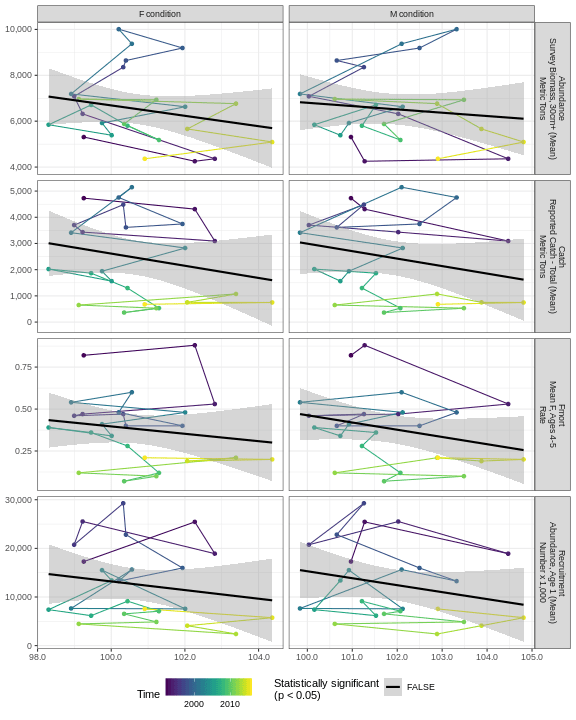 F condition
M condition
10,000
8,000
6,000
4,000
Abundance
Survey Biomass, 30cm+ (Mean)
Metric Tons
5,000
4,000
3,000
2,000
1,000
0
Catch
Reported Catch - Total (Mean)
Metric Tons
0.75
0.50
0.25
Fmort
Mean F, Ages 4-5
Rate
30,000
20,000
10,000
0
Recruitment
Abundance, Age 1 (Mean)
Number x 1,000
98.0 100.0 102.0 104.0
100.0 101.0 102.0 103.0 104.0 105.0
Time
2000 2010
Statistically significant
(p < 0.05)
FALSE